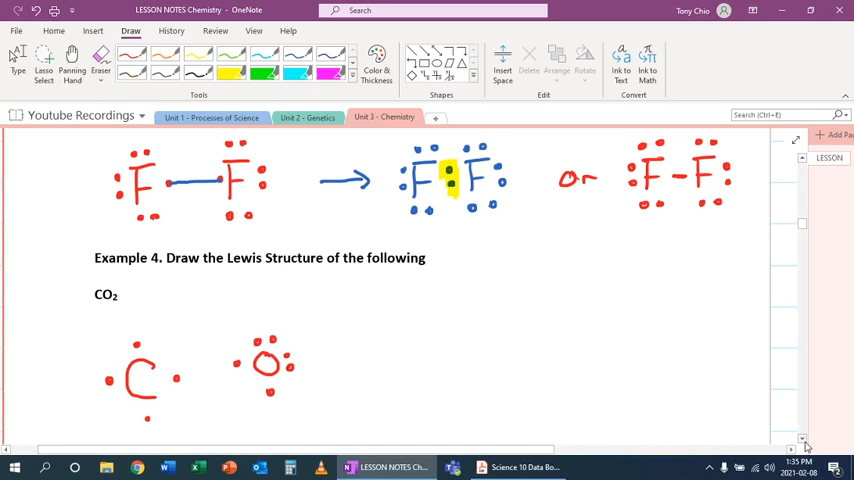 LESSON NOTES Chemistry - OneNote
Search
Tony Chio
File Home Insert Draw History Review View Help
Type
Lasso Select
Panning Hand
Eraser
Color & Thickness
Insert Space
Delete
Arrange
Rotate
Ink to Text
Ink to Math
Tools
Shapes
Edit
Convert
Youtube Recordings
Unit 1 - Processes of Science
Unit 2 - Genetics
Unit 3 - Chemistry
Search (Ctrl+E)
Add Page
LESSON
F F F F or F - F
Example 4. Draw the Lewis Structure of the following
CO₂
C O
LESSON NOTES Ch...
Science 10 Data Bo...
1:35 PM
2021-02-08
2